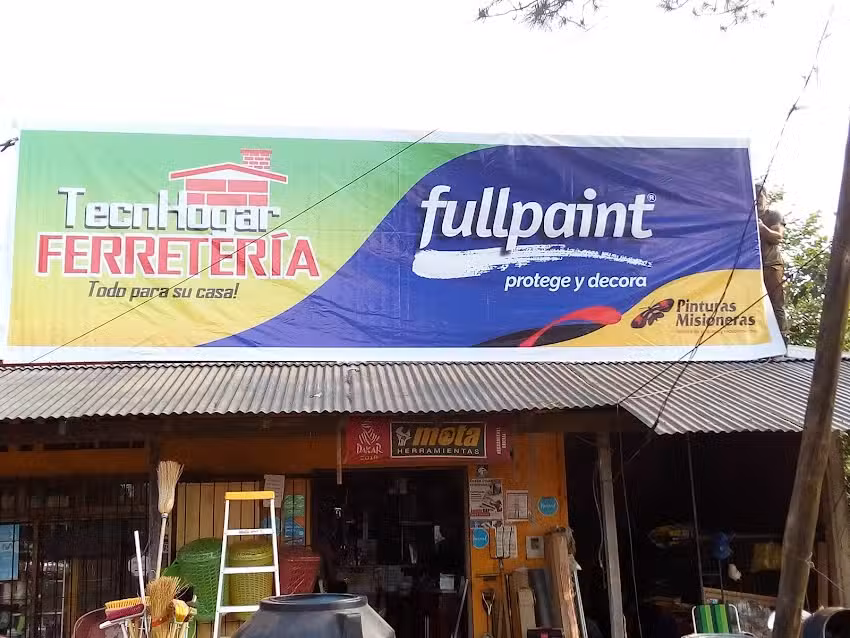 TecnHogar
FERRETERÍA
Todo para su casa!
fullpaint®
protege y decora
Pinturas
Misioneras
DAKAR
mota
HERRAMIENTAS